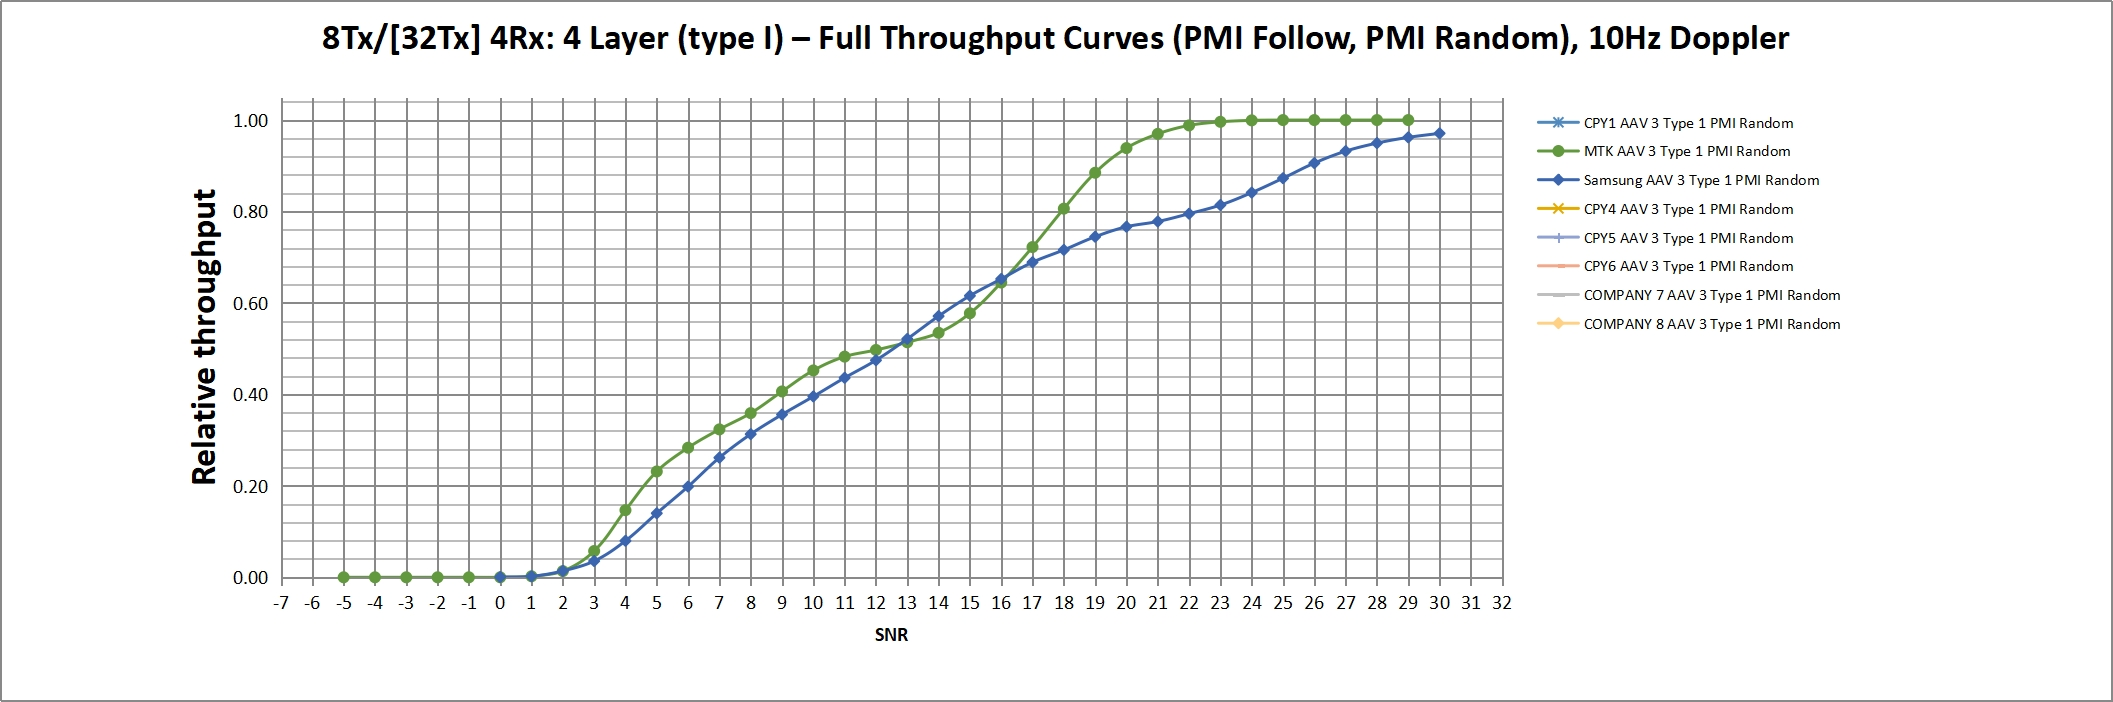 8Tx/[32Tx] 4Rx: 4 Layer (type I) – Full Throughput Curves (PMI Follow, PMI Random), 10Hz Doppler
Relative throughput
1.00
0.80
0.60
0.40
0.20
0.00
-7 -6 -5 -4 -3 -2 -1 0 1 2 3 4 5 6 7 8 9 10 11 12 13 14 15 16 17 18 19 20 21 22 23 24 25 26 27 28 29 30 31 32
SNR
CPY1 AAV 3 Type 1 PMI Random
MTK AAV 3 Type 1 PMI Random
Samsung AAV 3 Type 1 PMI Random
CPY4 AAV 3 Type 1 PMI Random
CPY5 AAV 3 Type 1 PMI Random
CPY6 AAV 3 Type 1 PMI Random
COMPANY 7 AAV 3 Type 1 PMI Random
COMPANY 8 AAV 3 Type 1 PMI Random